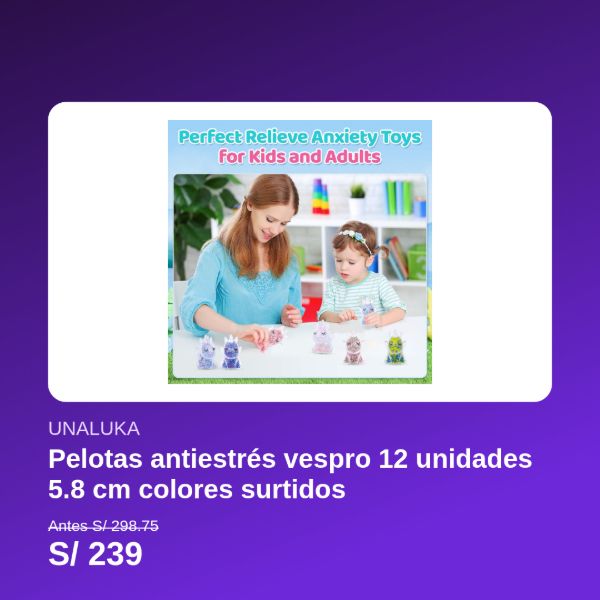 Perfect Relieve Anxiety Toys
for Kids and Adults
UNALUKA
Pelotas antiestrés vespro 12 unidades
5.8 cm colores surtidos
Antes S/ 298.75
S/ 239